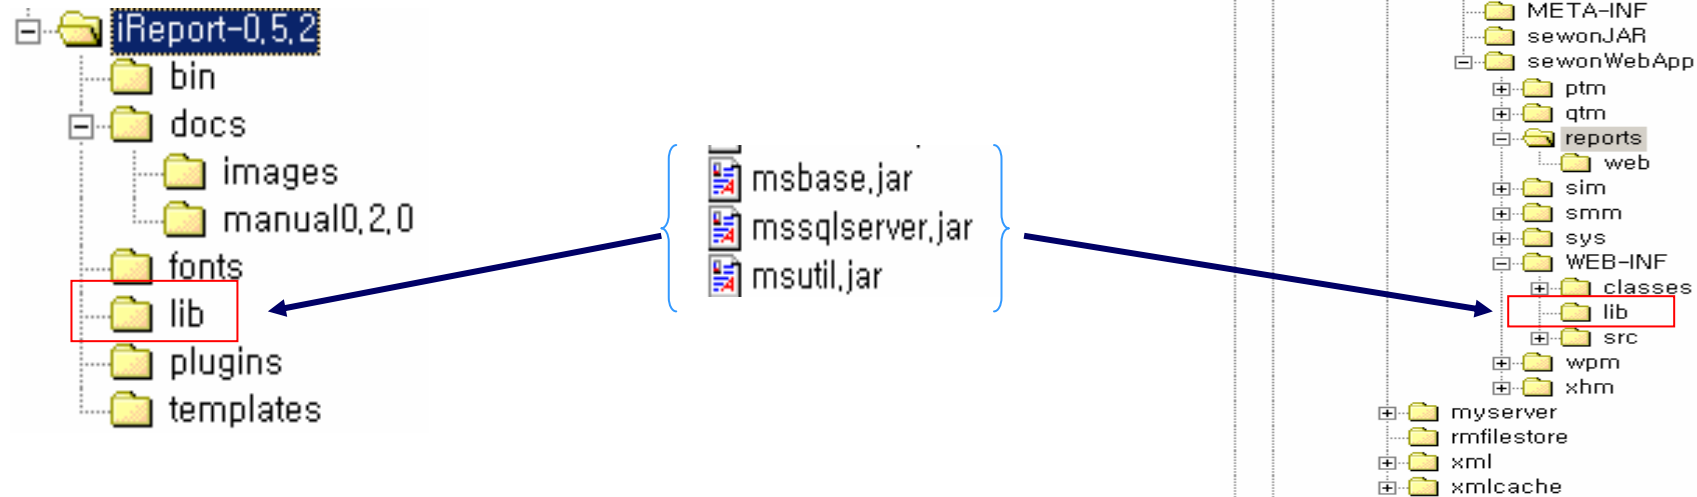 iReport-0,5,2
bin
docs
images
manual0,2,0
fonts
lib
plugins
templates
msbase,jar
mssqlserver,jar
msutil,jar
META-INF
sewonJAR
sewonWebApp
ptm
qtm
reports
web
sim
smm
sys
WEB-INF
classes
lib
src
wpm
xhm
myserver
rmfilestore
xml
xmlcache